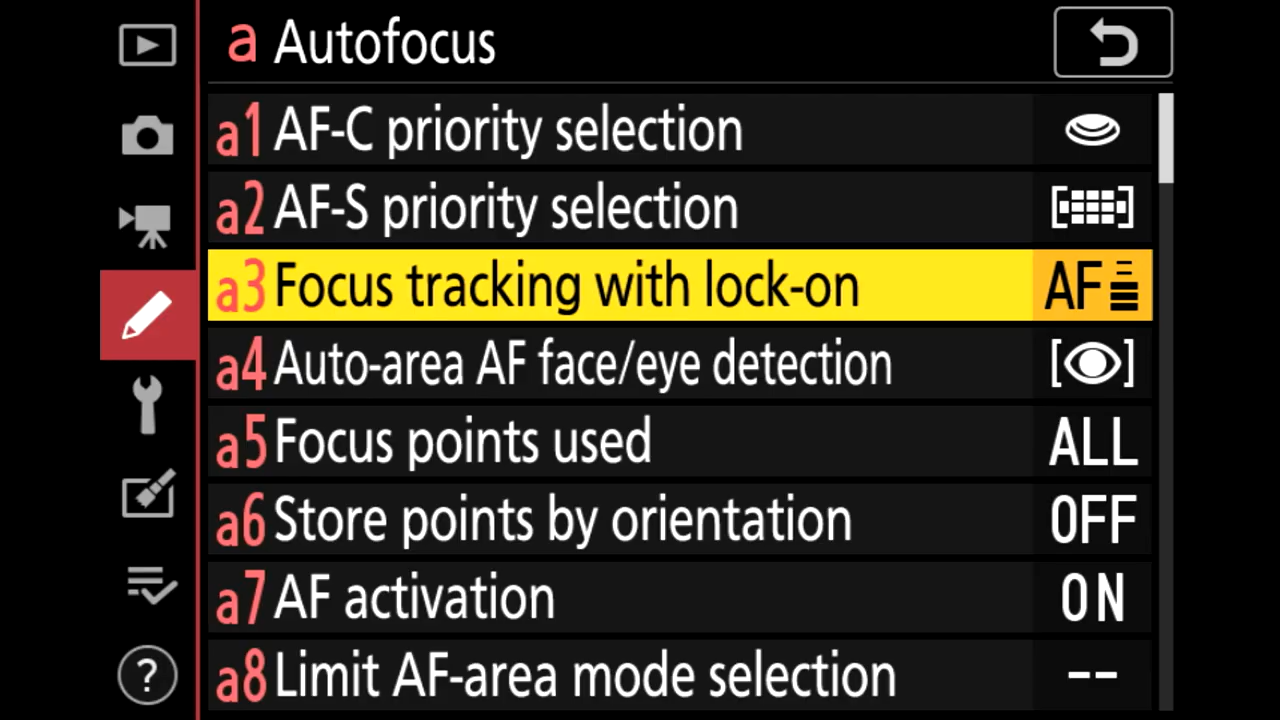 a Autofocus
a1 AF-C priority selection
a2 AF-S priority selection
a3 Focus tracking with lock-on AF
a4 Auto-area AF face/eye detection
a5 Focus points used ALL
a6 Store points by orientation OFF
a7 AF activation ON
a8 Limit AF-area mode selection --
?